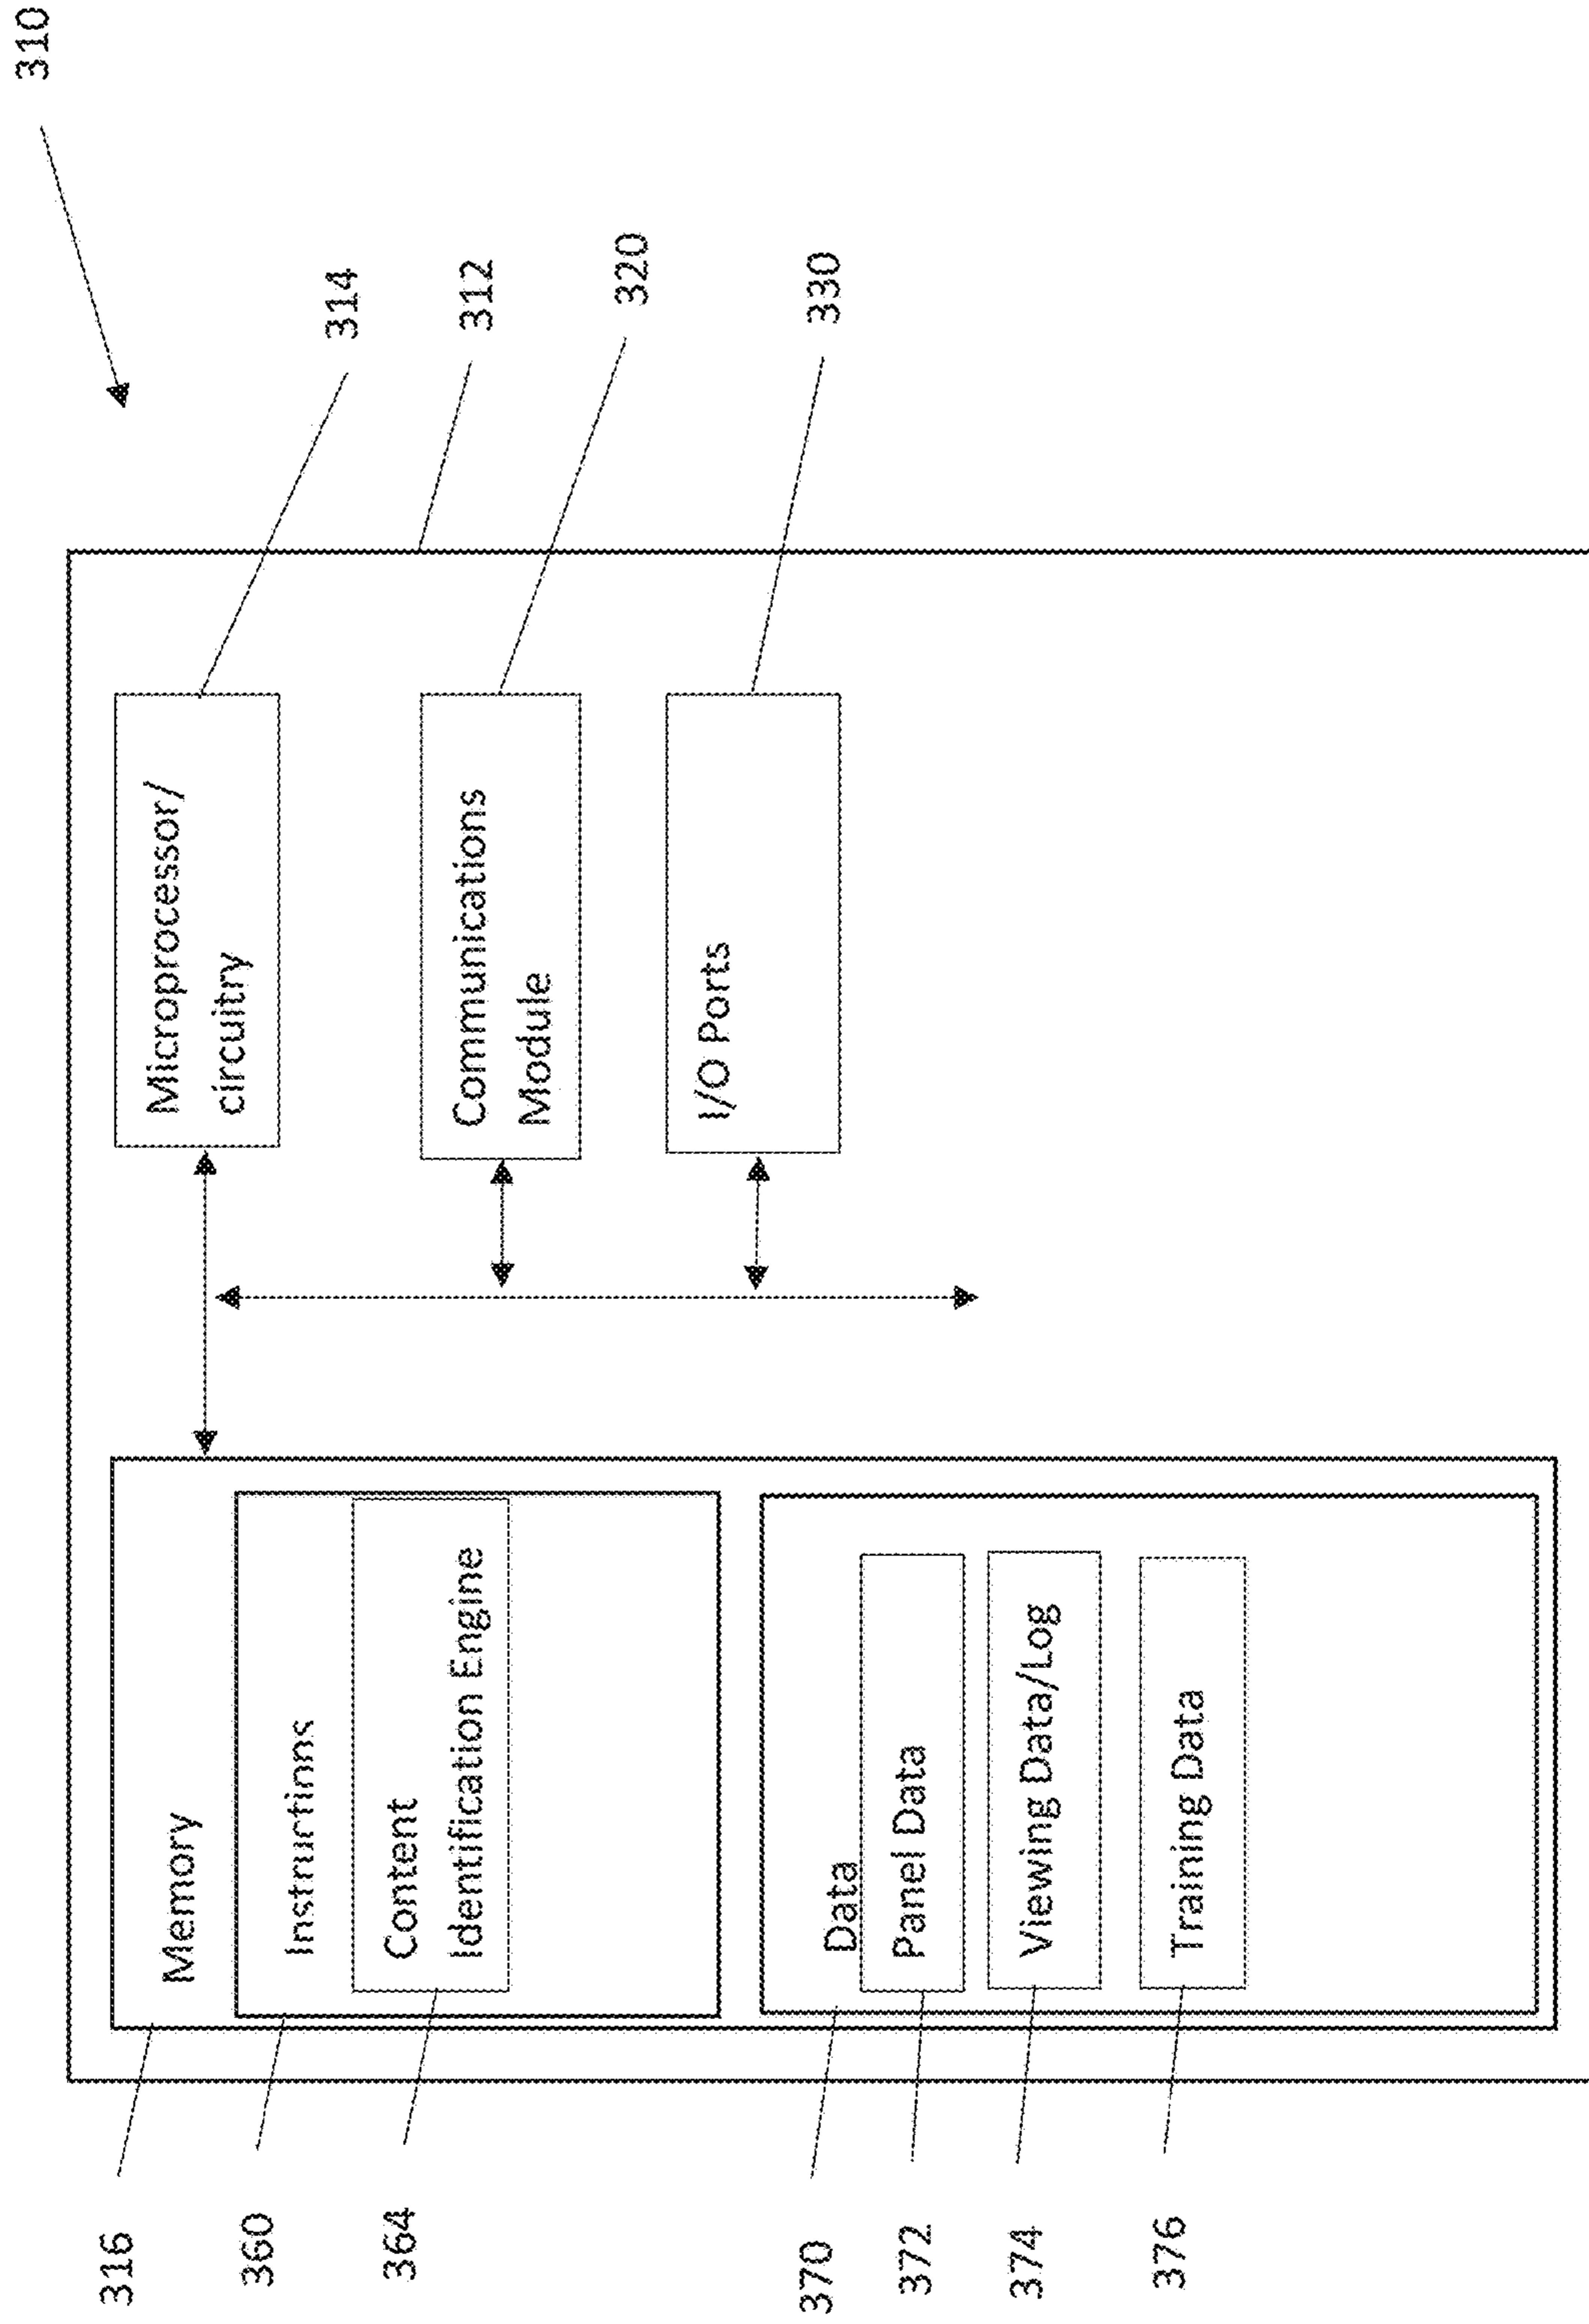 310
316
Memory
360
Instructions
364
Content
Identification Engine
370
Data
372
Panel Data
374
Viewing Data/Log
376
Training Data
Microprocessor/
circuitry
314
312
Communications
Module
320
I/O Ports
330